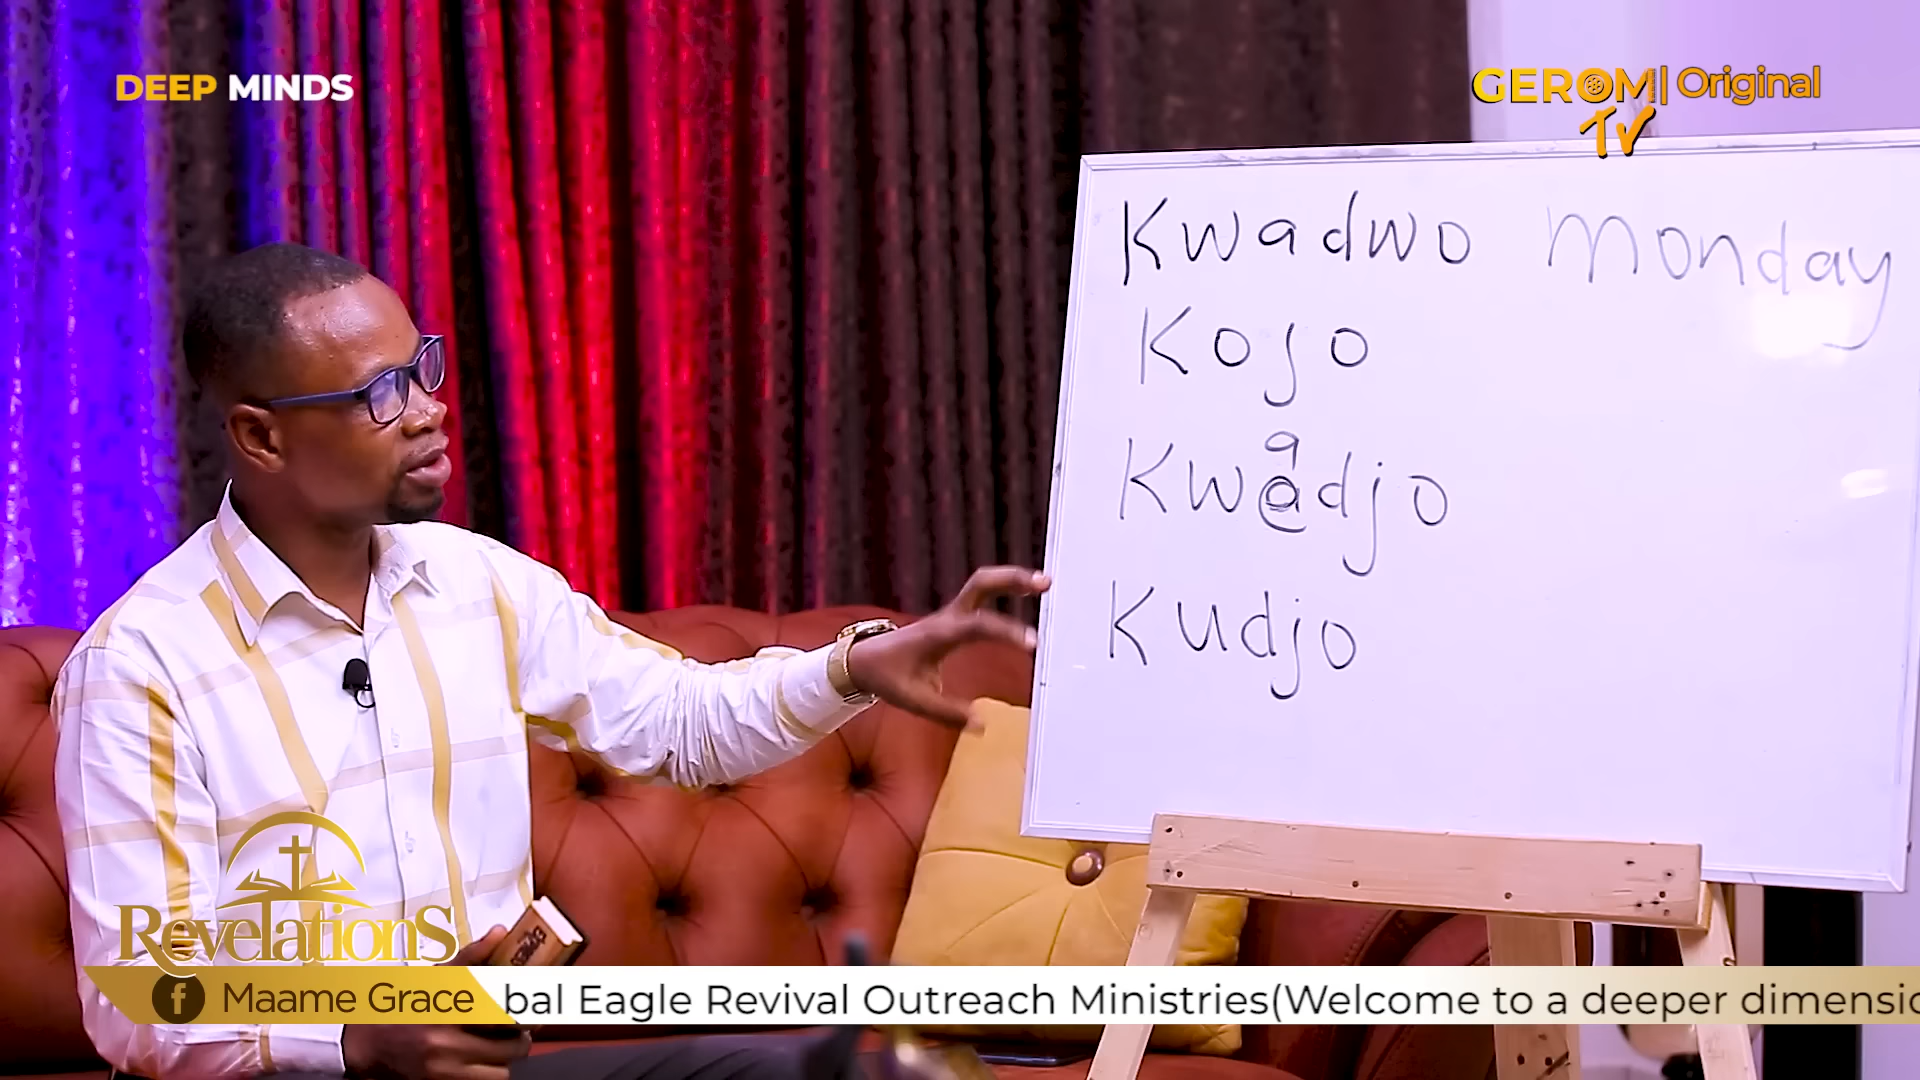 DEEP MINDS
GEROM TV | Original
Kwadwo Monday
Kojo
a
Kwadjo
Kudjo
Revelations
Maame Grace
bal Eagle Revival Outreach Ministries(Welcome to a deeper dimensic